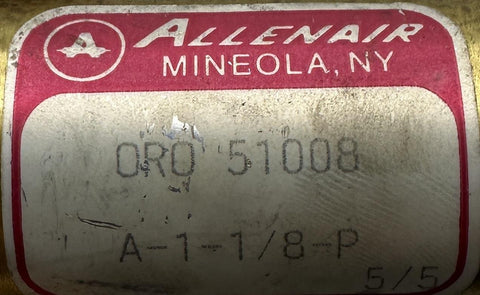 A ALLENAIR
MINEOLA, NY
ORO 51008
A-1-1/8-P
5/5